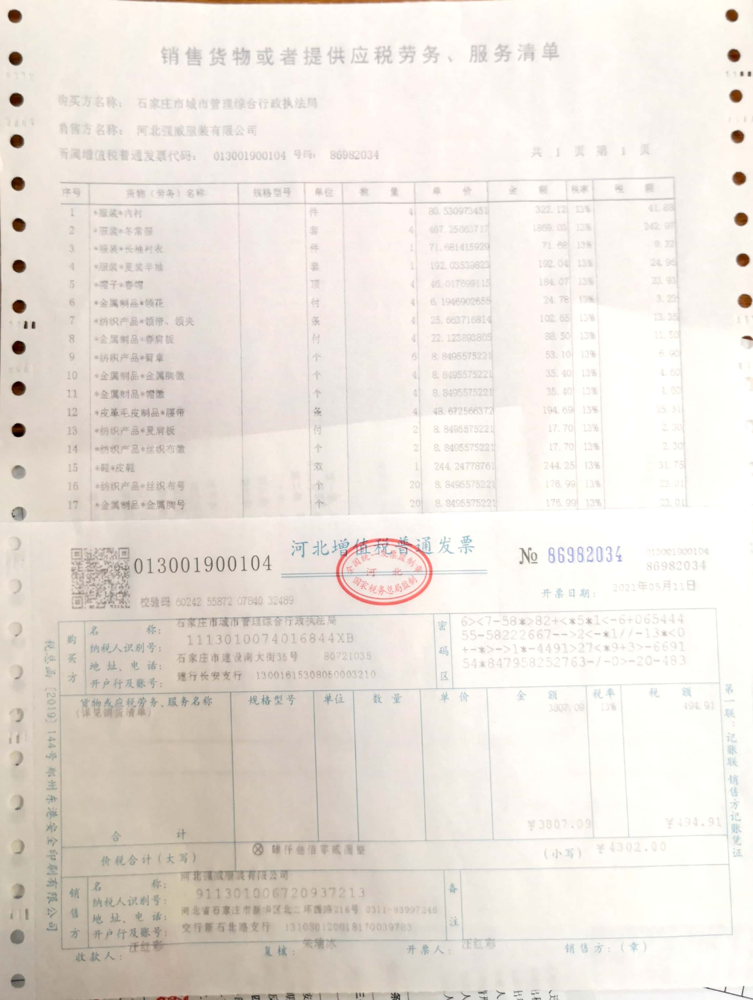 销售货物或者提供应税劳务、服务清单
购买方名称： 石家庄市城市管理综合行政执法局
销售方名称： 河北强威服装有限公司
所属增值税普通发票代码： 013001900104 号码： 86982034 共 1 页 第 1 页
序号 货物（劳务）名称 规格型号 单位 数 量 单 价 金 额 税率 税 额
1 *服装*内衬 件 4 80.530973451 322.12 13% 41.88
2 *服装*冬常服 套 4 467.25663717 1869.03 13% 242.97
3 *服装*长袖衬衣 件 1 71.681415929 71.68 13% 9.32
4 *服装*夏装半袖 套 1 192.03539823 192.04 13% 24.96
5 *帽子*春帽 顶 4 46.017699115 184.07 13% 23.93
6 *金属制品*领花 付 4 6.1946902655 24.78 13% 3.22
7 *纺织产品*领带、领夹 条 4 25.663716814 102.65 13% 13.35
8 *金属制品*春肩板 付 4 22.123893805 88.50 13% 11.50
9 *纺织产品*臂章 个 6 8.8495575221 53.10 13% 6.90
10 *金属制品*金属胸徽 个 4 8.8495575221 35.40 13% 4.60
11 *金属制品*帽徽 个 4 8.8495575221 35.40 13% 4.60
12 *皮革毛皮制品*腰带 条 4 48.672566372 194.69 13% 25.31
13 *纺织产品*夏肩板 付 2 8.8495575221 17.70 13% 2.30
14 *纺织产品*丝织布徽 个 2 8.8495575221 17.70 13% 2.30
15 *鞋*皮鞋 双 1 244.24778761 244.25 13% 31.75
16 *纺织产品*丝织布号 个 20 8.8495575221 176.99 13% 23.01
17 *金属制品*金属胸号 个 20 8.8495575221 176.99 13% 23.01
013001900104 河北增值税普通发票 № 86982034 013001900104
86982034
全国统一发票监制章
河 北
国家税务总局监制
开票日期： 2021年05月11日
校验码 60242 55872 07840 32489
购买方
名 称： 石家庄市城市管理综合行政执法局
纳税人识别号： 1113010074016844XB
地 址、电 话： 石家庄市建设南大街35号 80721035
开户行及账号： 建行长安支行 13001615308050003210
密码区
6><7-58*>82+<*5*1<-6+065444
55-58222667-->2<-*1//-13*<0
+-*>->1*-4491>27<*9+3>-6691
54*847958252763-/-0>-20-483
货物或应税劳务、服务名称 规格型号 单位 数 量 单 价 金 额 税率 税 额
(详见销货清单) 3807.09 13% 494.91
合 计 ¥3807.09 ¥494.91
价税合计（大写） ⊗ 肆仟叁佰零贰圆整 （小写） ¥4302.00
销售方
名 称： 河北强威服装有限公司
纳税人识别号： 911301006720937213
地 址、电 话： 河北省石家庄市新华区北二环西路216号 0311-83997246
开户行及账号： 交行新石北路支行 131080120018170039783
备注
收款人： 汪红彩 复核： 朱瑞冰 开票人： 汪红彩 销售方：（章）
税总函〔2019〕144号 郑州东港安全印刷有限公司
第一联：记账联 销售方记账凭证